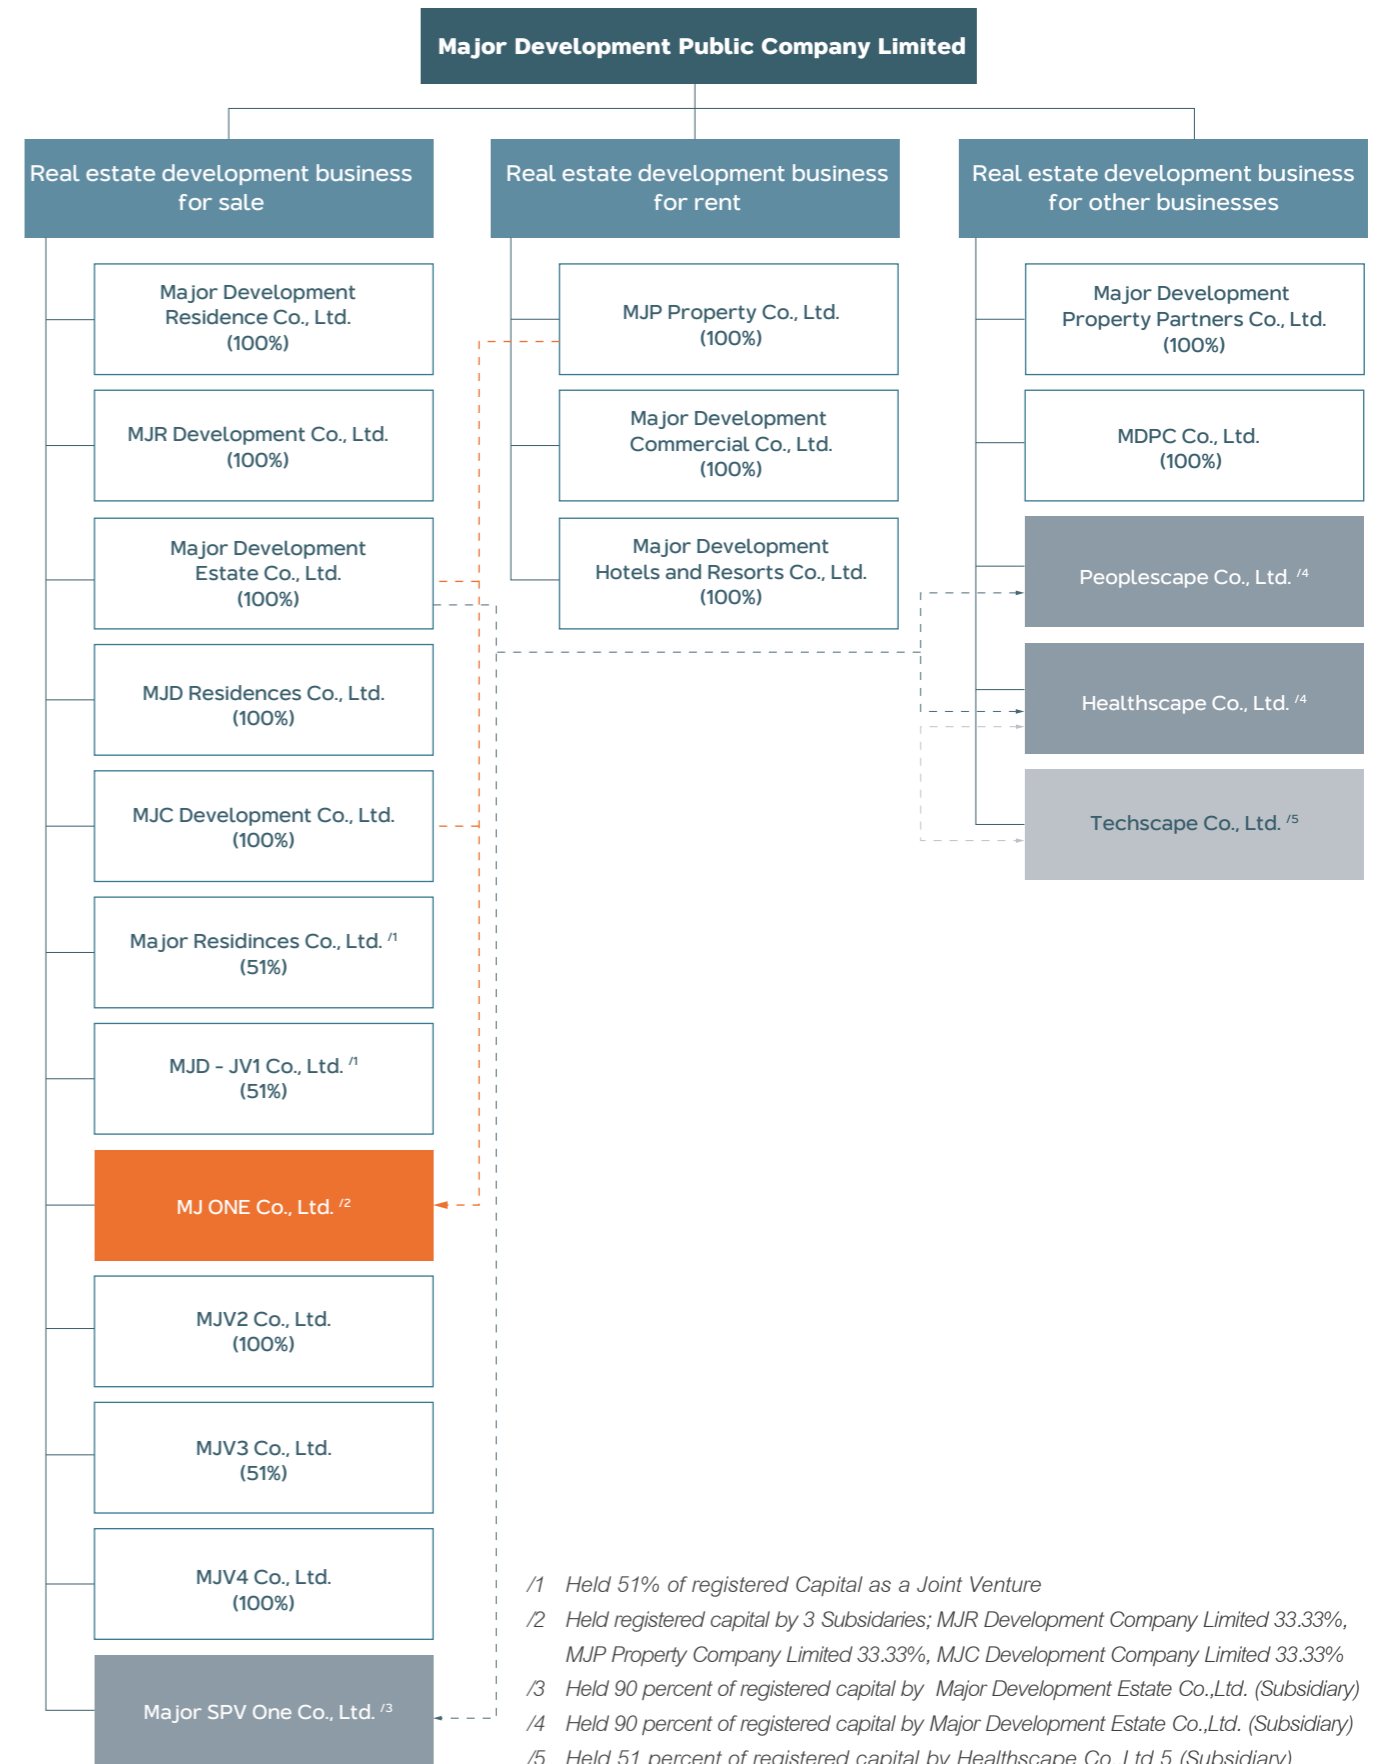 Major Development Public Company Limited
Real estate development business
for sale
Real estate development business
for rent
Real estate development business
for other businesses
Major Development
Residence Co., Ltd.
(100%)
MJR Development Co., Ltd.
(100%)
Major Development
Estate Co., Ltd.
(100%)
MJD Residences Co., Ltd.
(100%)
MJC Development Co., Ltd.
(100%)
Major Residinces Co., Ltd. /1
(51%)
MJD - JV1 Co., Ltd. /1
(51%)
MJ ONE Co., Ltd. /2
MJV2 Co., Ltd.
(100%)
MJV3 Co., Ltd.
(51%)
MJV4 Co., Ltd.
(100%)
Major SPV One Co., Ltd. /3
MJP Property Co., Ltd.
(100%)
Major Development
Commercial Co., Ltd.
(100%)
Major Development
Hotels and Resorts Co., Ltd.
(100%)
Major Development
Property Partners Co., Ltd.
(100%)
MDPC Co., Ltd.
(100%)
Peoplescape Co., Ltd. /4
Healthscape Co., Ltd. /4
Techscape Co., Ltd. /5
/1 Held 51% of registered Capital as a Joint Venture
/2 Held registered capital by 3 Subsidaries; MJR Development Company Limited 33.33%,
MJP Property Company Limited 33.33%, MJC Development Company Limited 33.33%
/3 Held 90 percent of registered capital by Major Development Estate Co.,Ltd. (Subsidiary)
/4 Held 90 percent of registered capital by Major Development Estate Co.,Ltd. (Subsidiary)
/5 Held 51 percent of registered capital by Healthscape Co.,Ltd 5 (Subsidiary)